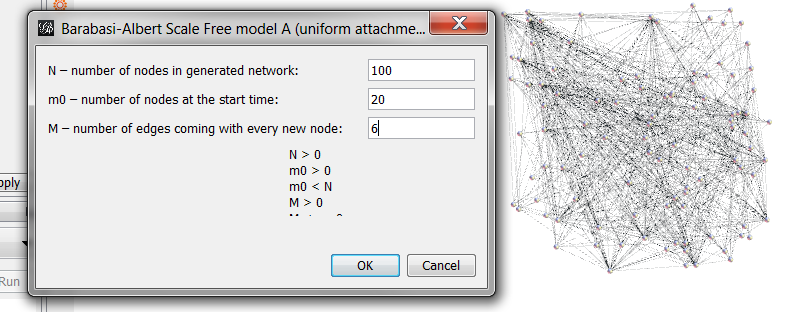 Barabasi-Albert Scale Free model A (uniform attachme...
N – number of nodes in generated network:
100
m0 – number of nodes at the start time:
20
M – number of edges coming with every new node:
6
N > 0
m0 > 0
m0 < N
M > 0
OK
Cancel
Run